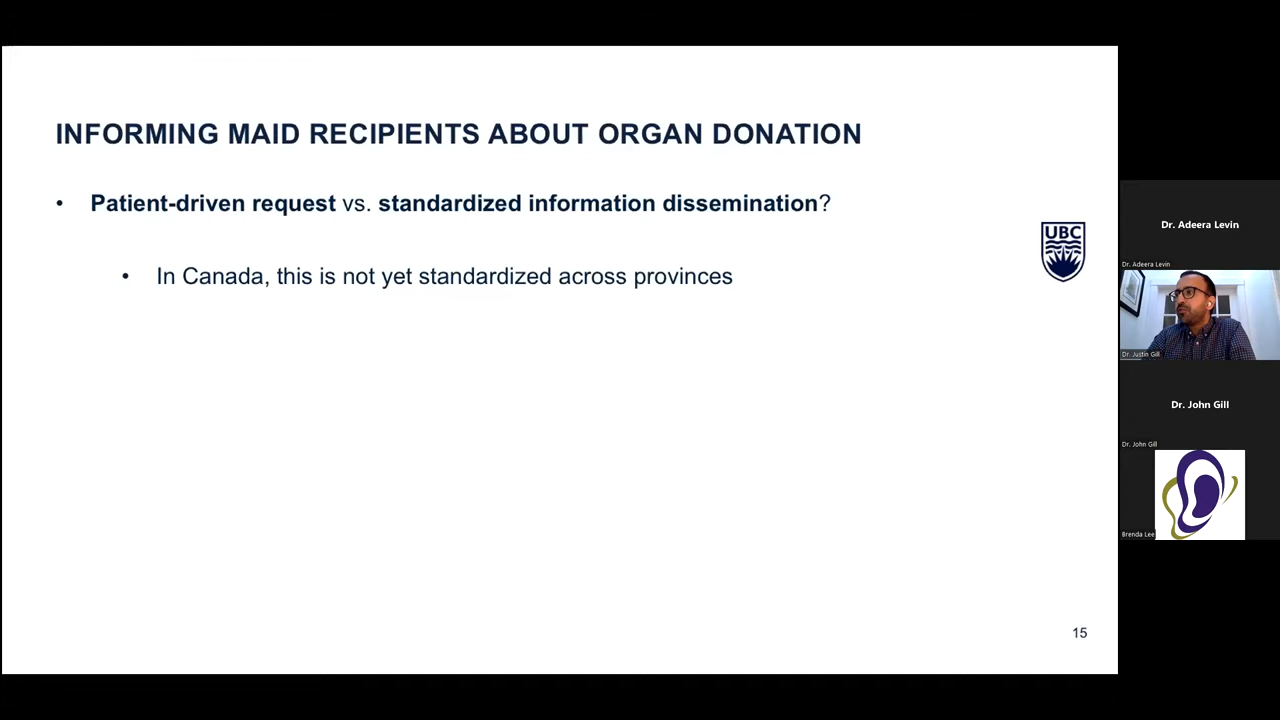 INFORMING MAID RECIPIENTS ABOUT ORGAN DONATION
• Patient-driven request vs. standardized information dissemination?
• In Canada, this is not yet standardized across provinces
UBC
15
Dr. Adeera Levin
Dr. Adeera Levin
Dr. Justin Gill
Dr. John Gill
Dr. John Gill
Brenda Lee